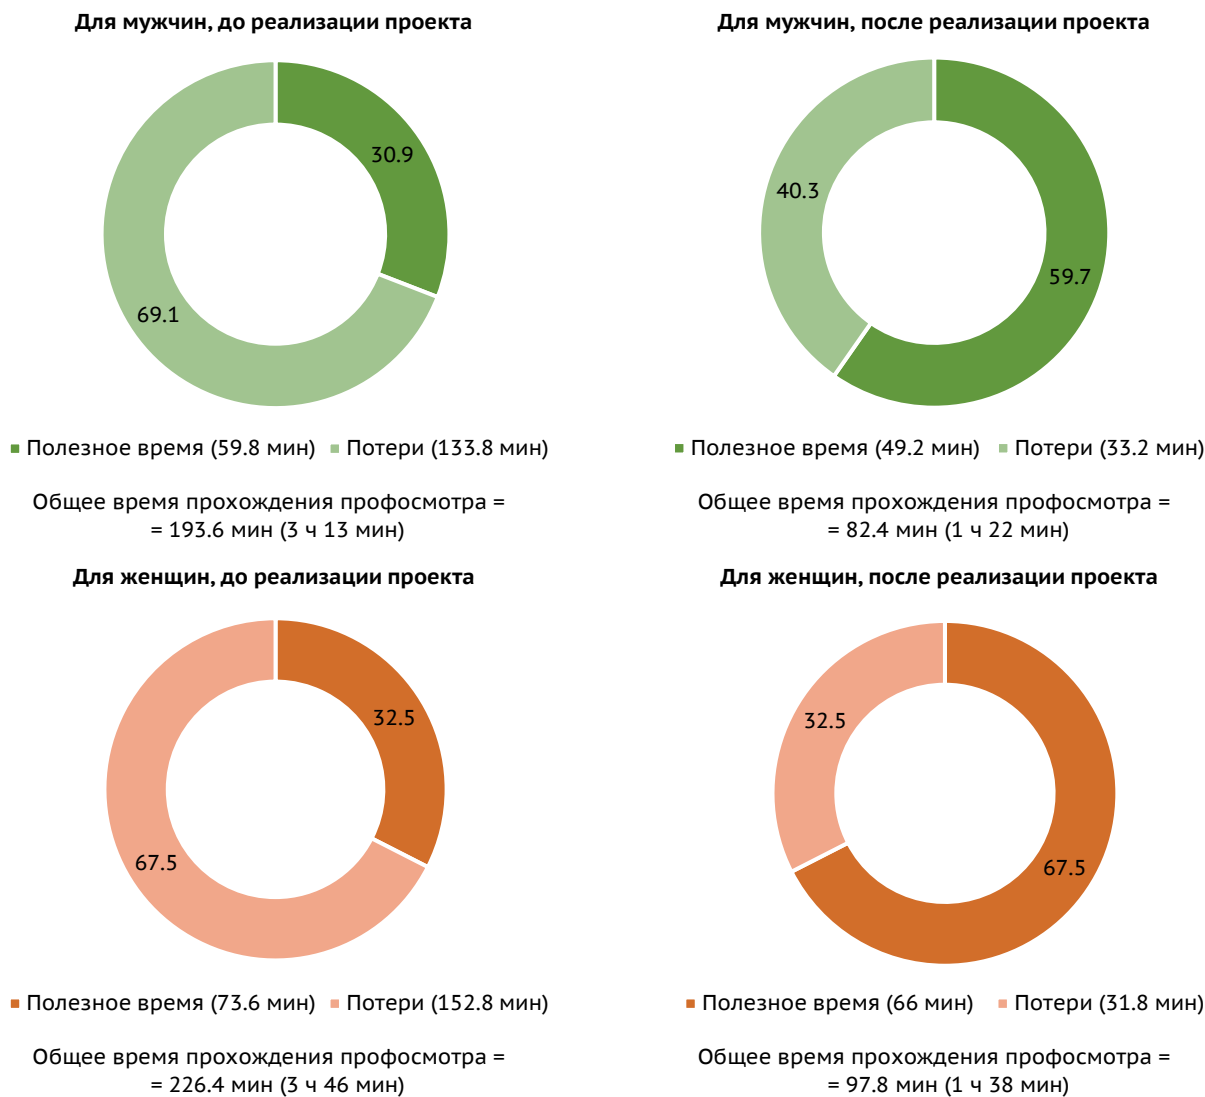 Для мужчин, до реализации проекта
30.9
69.1
■ Полезное время (59.8 мин) ■ Потери (133.8 мин)
Общее время прохождения профосмотра =
= 193.6 мин (3 ч 13 мин)
Для мужчин, после реализации проекта
40.3
59.7
■ Полезное время (49.2 мин) ■ Потери (33.2 мин)
Общее время прохождения профосмотра =
= 82.4 мин (1 ч 22 мин)
Для женщин, до реализации проекта
32.5
67.5
■ Полезное время (73.6 мин) ■ Потери (152.8 мин)
Общее время прохождения профосмотра =
= 226.4 мин (3 ч 46 мин)
Для женщин, после реализации проекта
32.5
67.5
■ Полезное время (66 мин) ■ Потери (31.8 мин)
Общее время прохождения профосмотра =
= 97.8 мин (1 ч 38 мин)